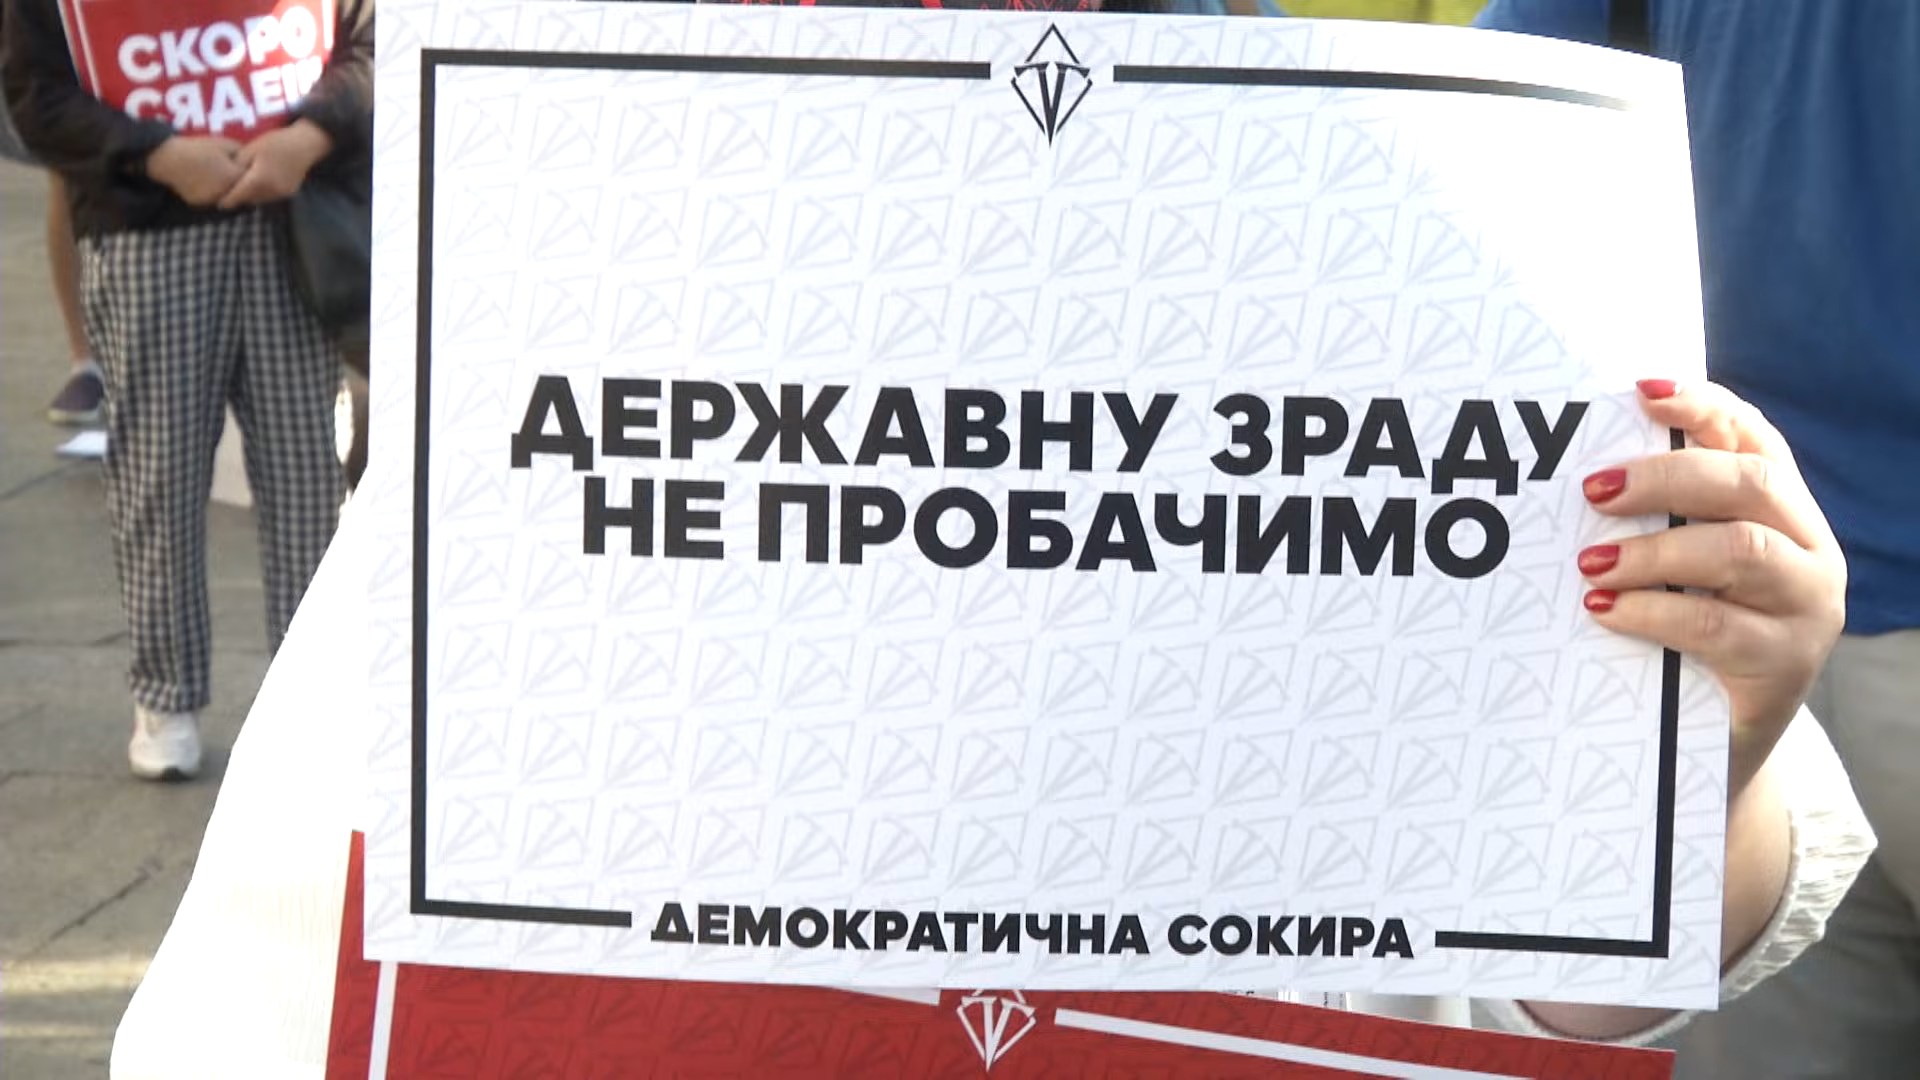 СКОРО
СЯДЕШ
ДЕРЖАВНУ ЗРАДУ
НЕ ПРОБАЧИМО
ДЕМОКРАТИЧНА СОКИРА